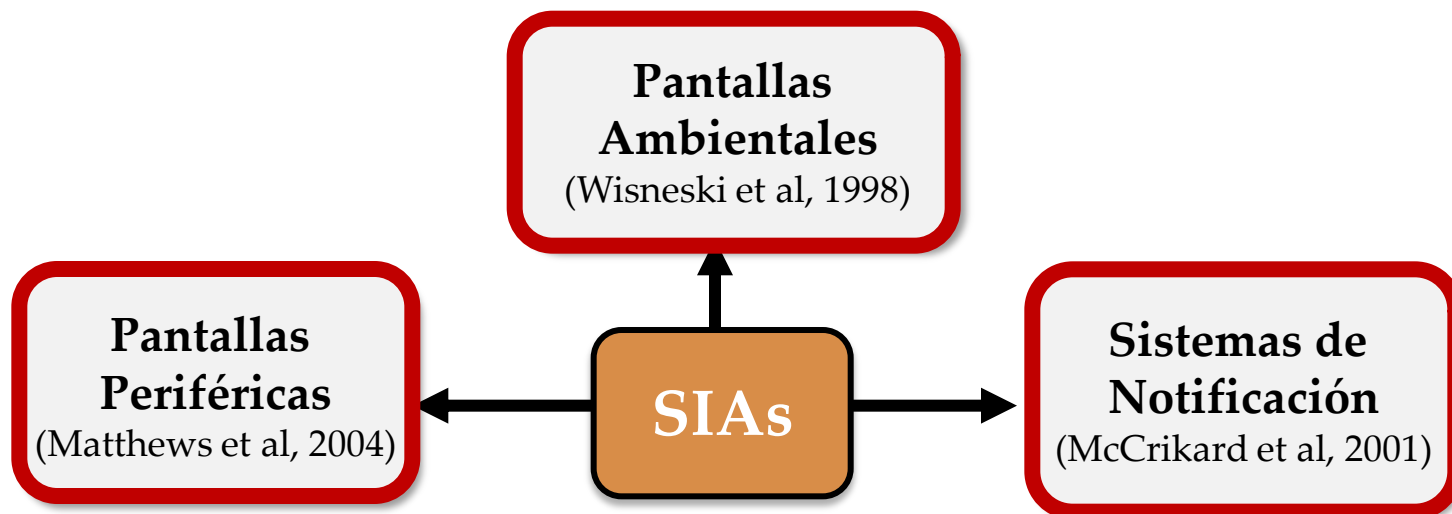 Pantallas
Ambientales
(Wisneski et al, 1998)
Pantallas
Periféricas
(Matthews et al, 2004)
SIAs
Sistemas de
Notificación
(McCrikard et al, 2001)